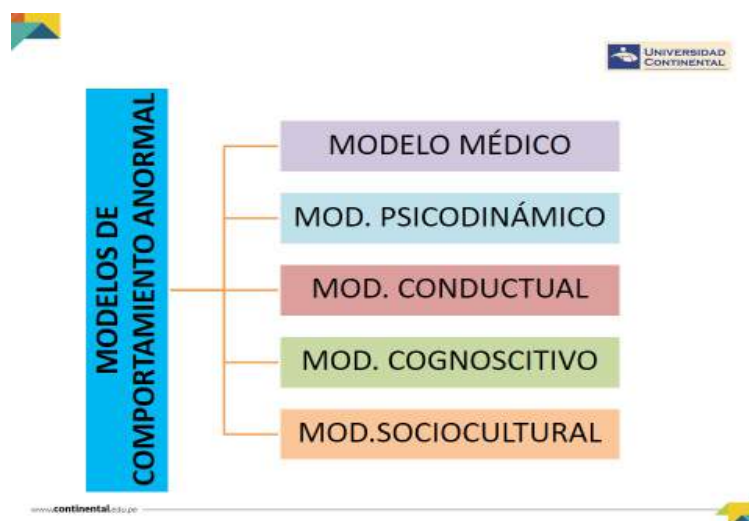 UNIVERSIDAD
CONTINENTAL
MODELOS DE
COMPORTAMIENTO ANORMAL
MODELO MÉDICO
MOD. PSICODINÁMICO
MOD. CONDUCTUAL
MOD. COGNOSCITIVO
MOD.SOCIOCULTURAL
www.continental.edu.pe